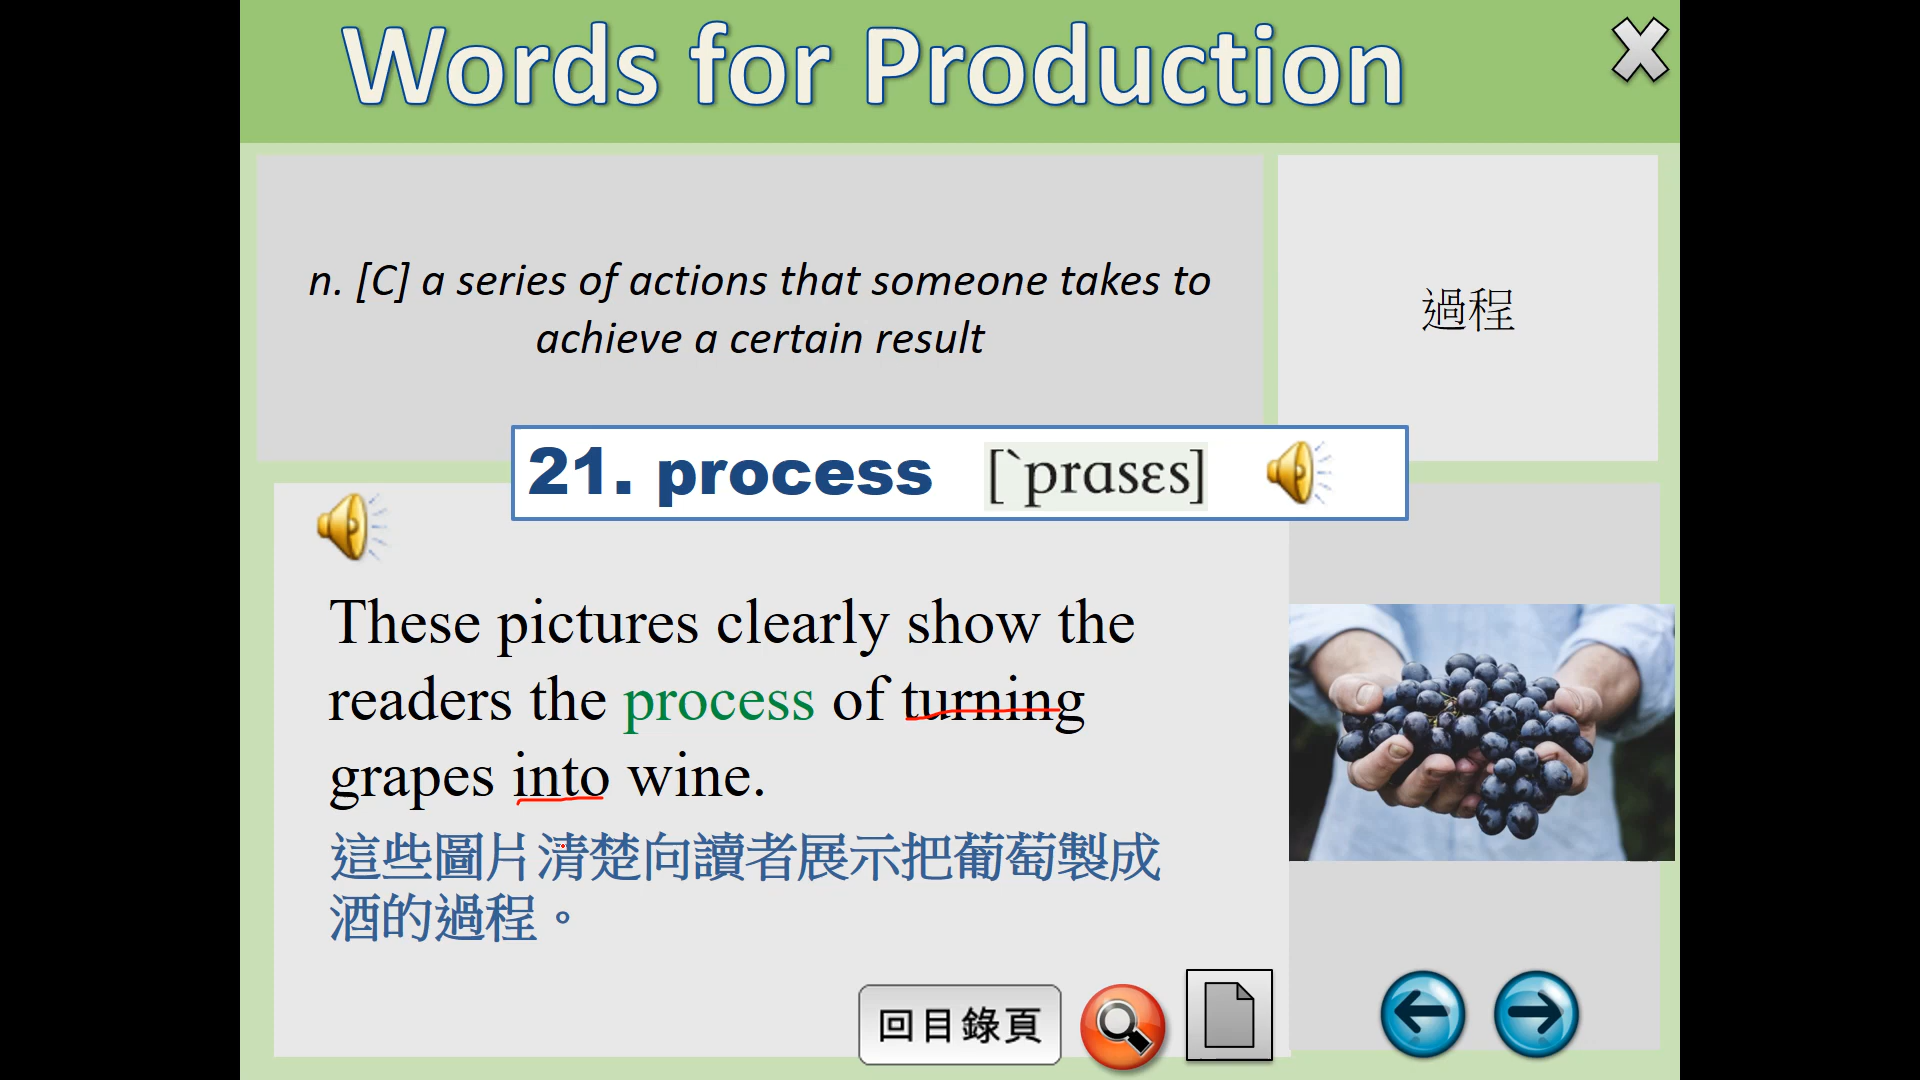 Words for Production
n. [C] a series of actions that someone takes to
achieve a certain result
過程
21. process [ˋprɑsɛs]
These pictures clearly show the
readers the process of turning
grapes into wine.
這些圖片清楚向讀者展示把葡萄製成
酒的過程。
回目錄頁